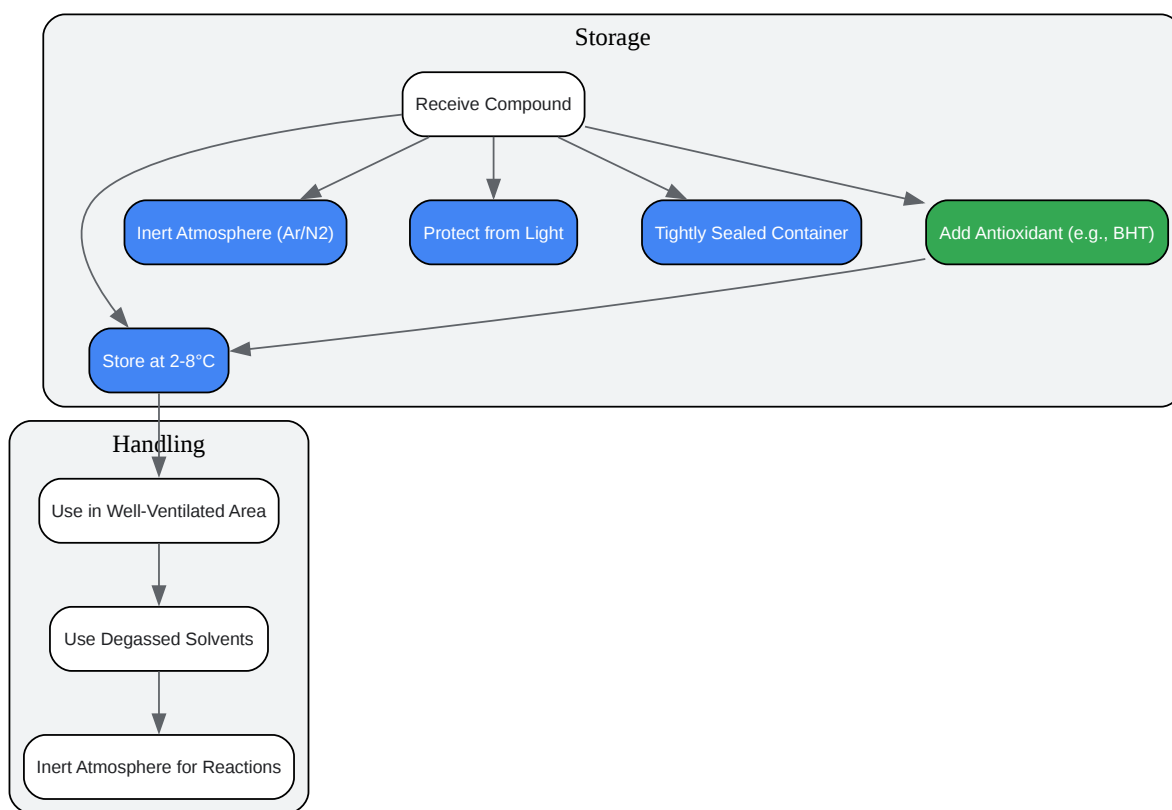 Storage
Receive Compound
Inert Atmosphere (Ar/N2)
Protect from Light
Tightly Sealed Container
Add Antioxidant (e.g., BHT)
Store at 2-8°C
Handling
Use in Well-Ventilated Area
Use Degassed Solvents
Inert Atmosphere for Reactions